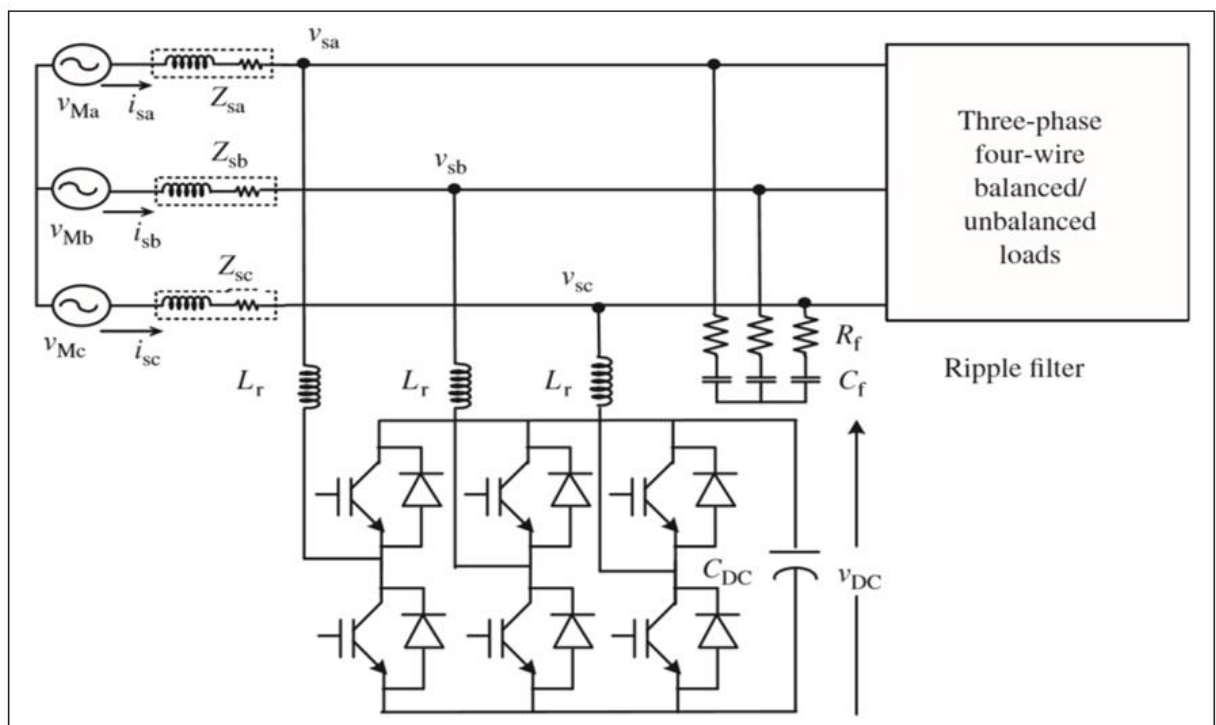 v_sa
v_Ma
i_sa
Z_sa
Z_sb
v_sb
v_Mb
i_sb
Z_sc
v_sc
v_Mc
i_sc
Three-phase
four-wire
balanced/
unbalanced
loads
R_f
C_f
Ripple filter
L_r
L_r
L_r
C_DC
v_DC